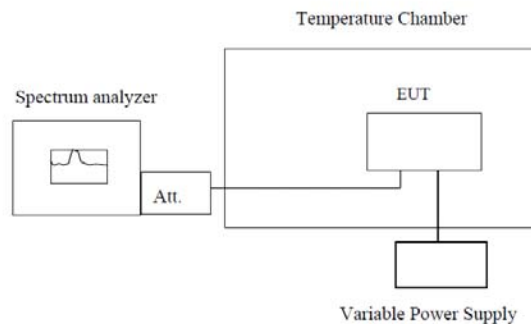 Temperature Chamber
Spectrum analyzer
EUT
Att.
Variable Power Supply